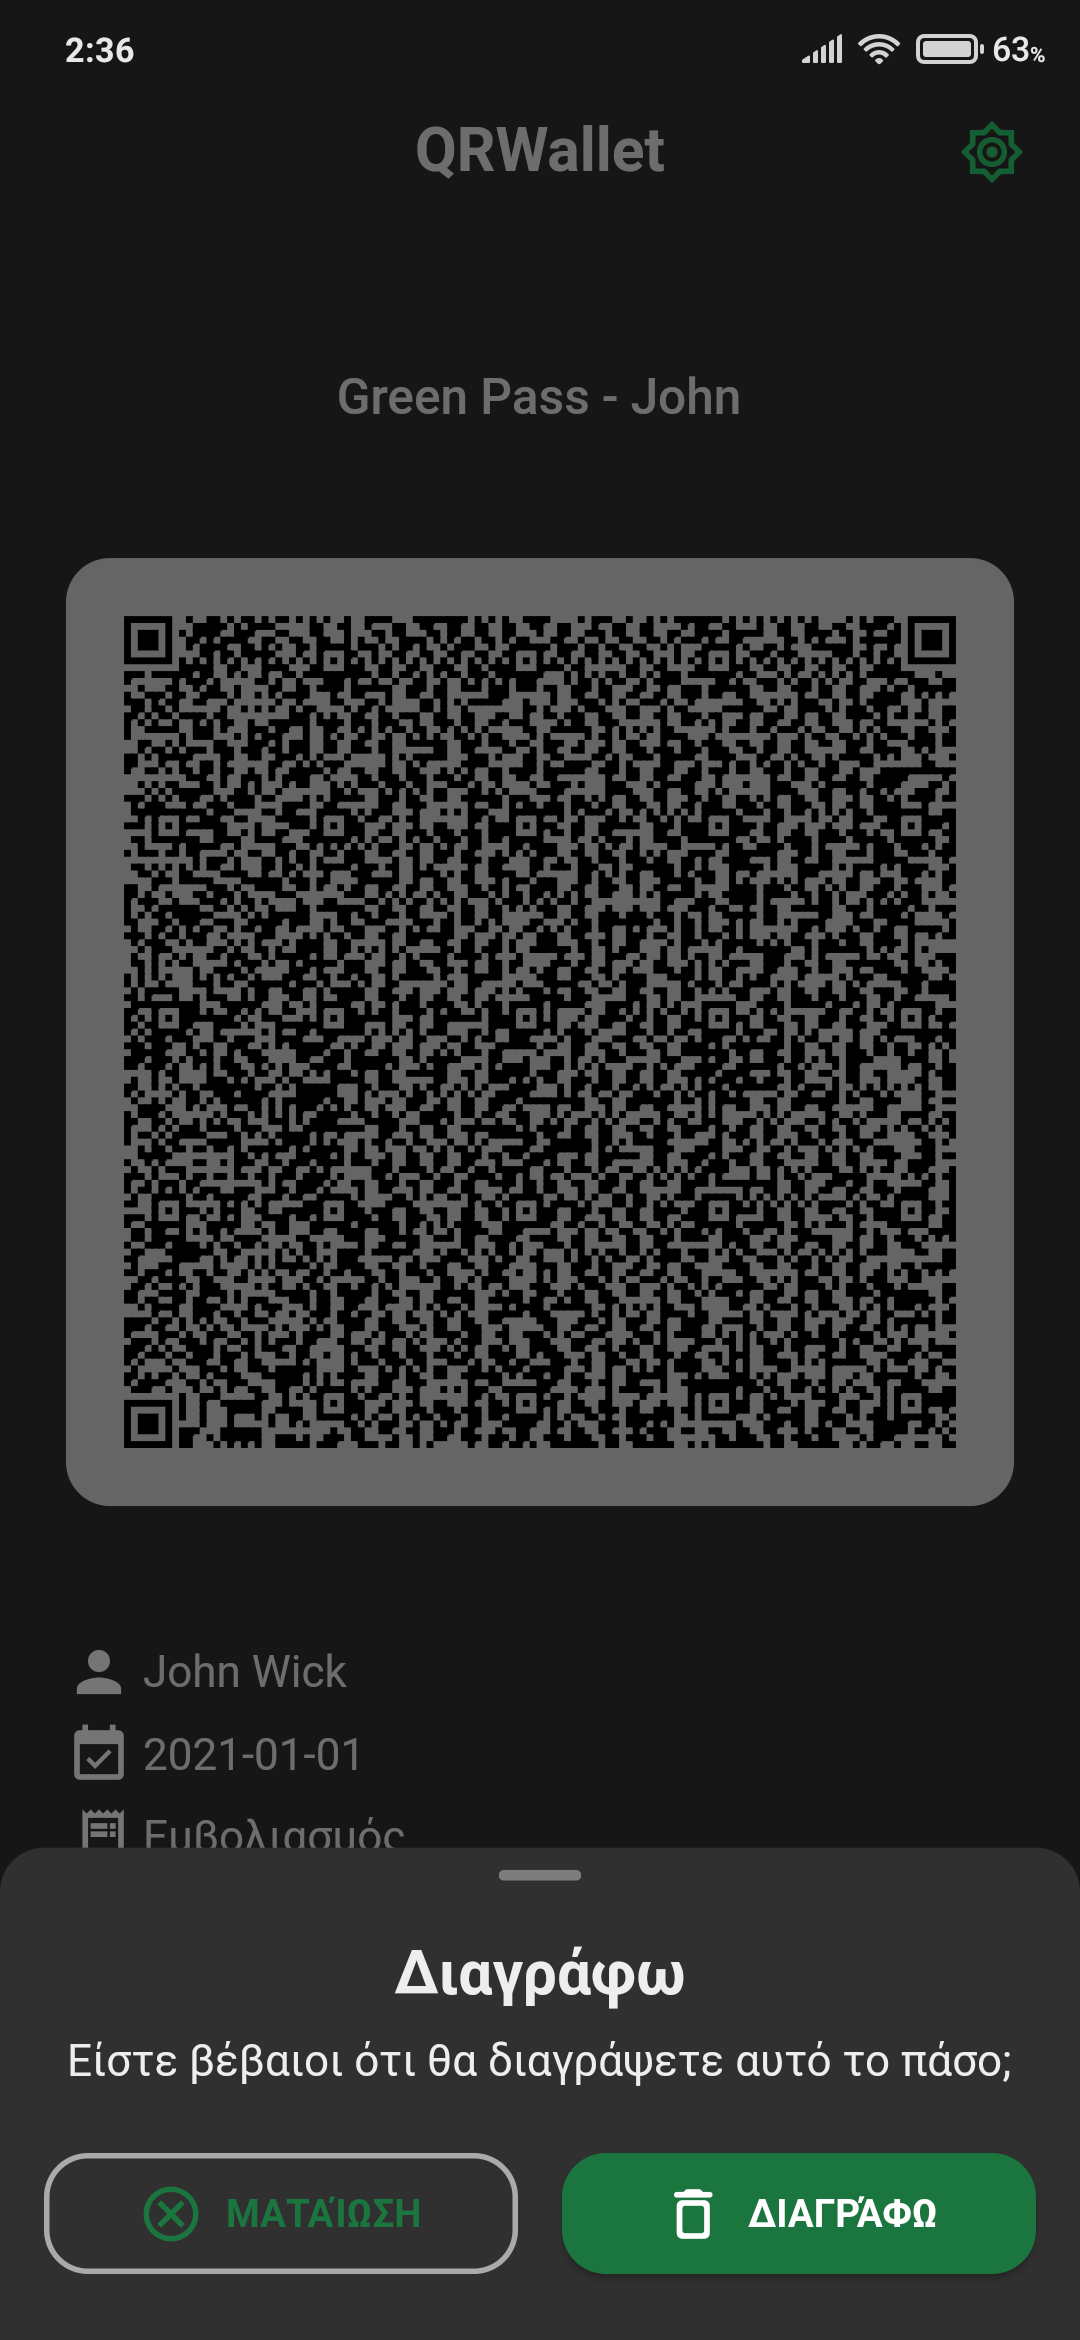 2:36
63%
QRWallet
Green Pass - John
John Wick
2021-01-01
Εμβολιασμός
Διαγράφω
Είστε βέβαιοι ότι θα διαγράψετε αυτό το πάσο;
ΜΑΤΑΊΩΣΗ
ΔΙΑΓΡΆΦΩ